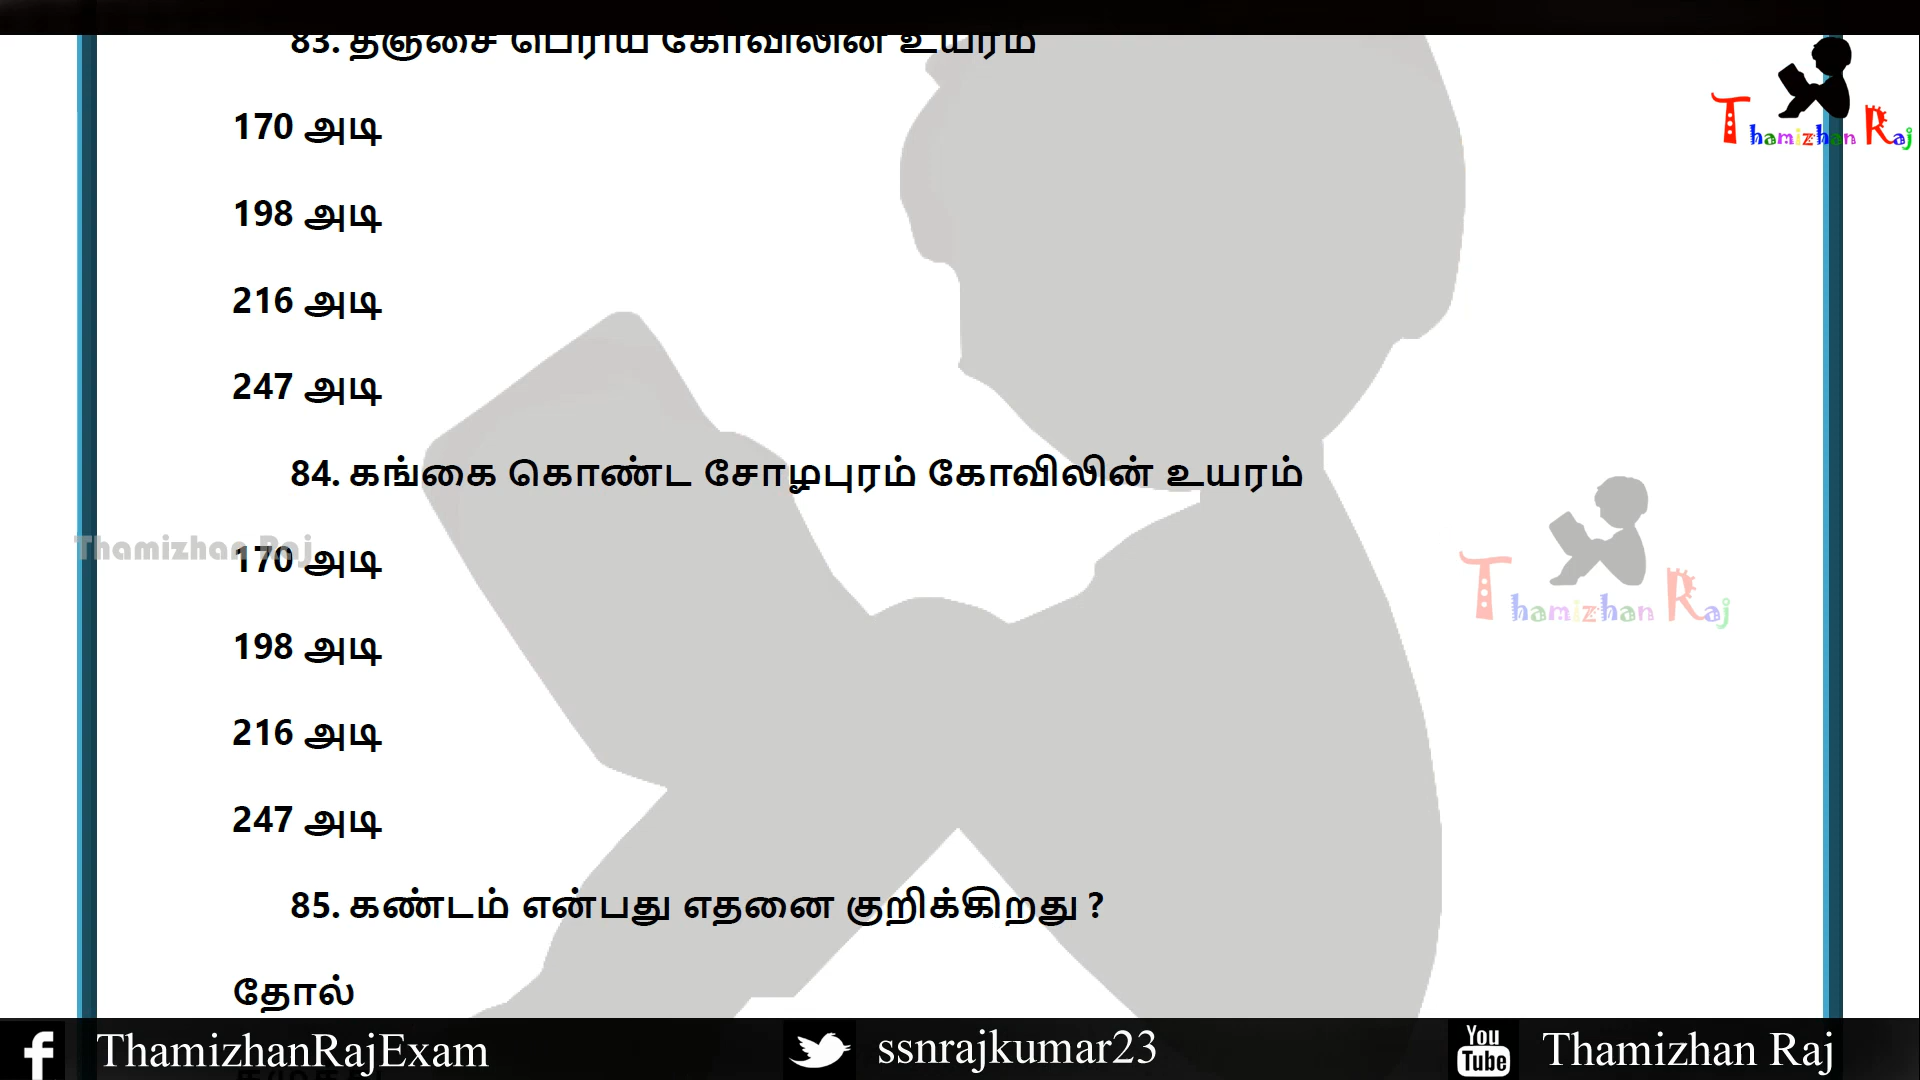 83. தஞ்சை பெரிய கோவிலின் உயரம்
170 அடி
198 அடி
216 அடி
247 அடி
84. கங்கை கொண்ட சோழபுரம் கோவிலின் உயரம்
170 அடி
198 அடி
216 அடி
247 அடி
85. கண்டம் என்பது எதனை குறிக்கிறது ?
தோல்
Thamizhan Raj
Thamizhan Raj
Thamizhan Raj
ThamizhanRajExam
ssnrajkumar23
You Tube
Thamizhan Raj